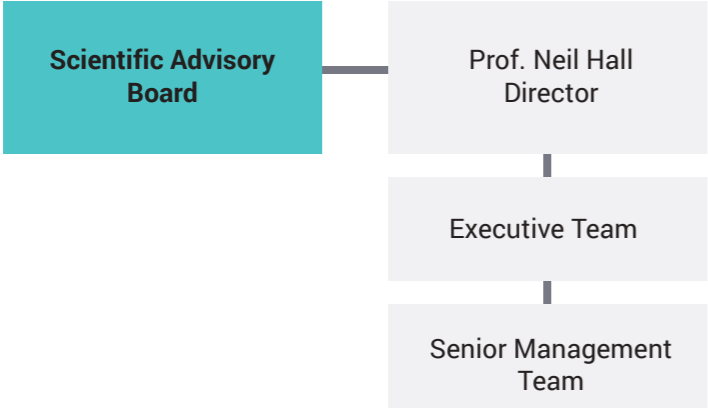 Scientific Advisory
Board
Prof. Neil Hall
Director
Executive Team
Senior Management
Team